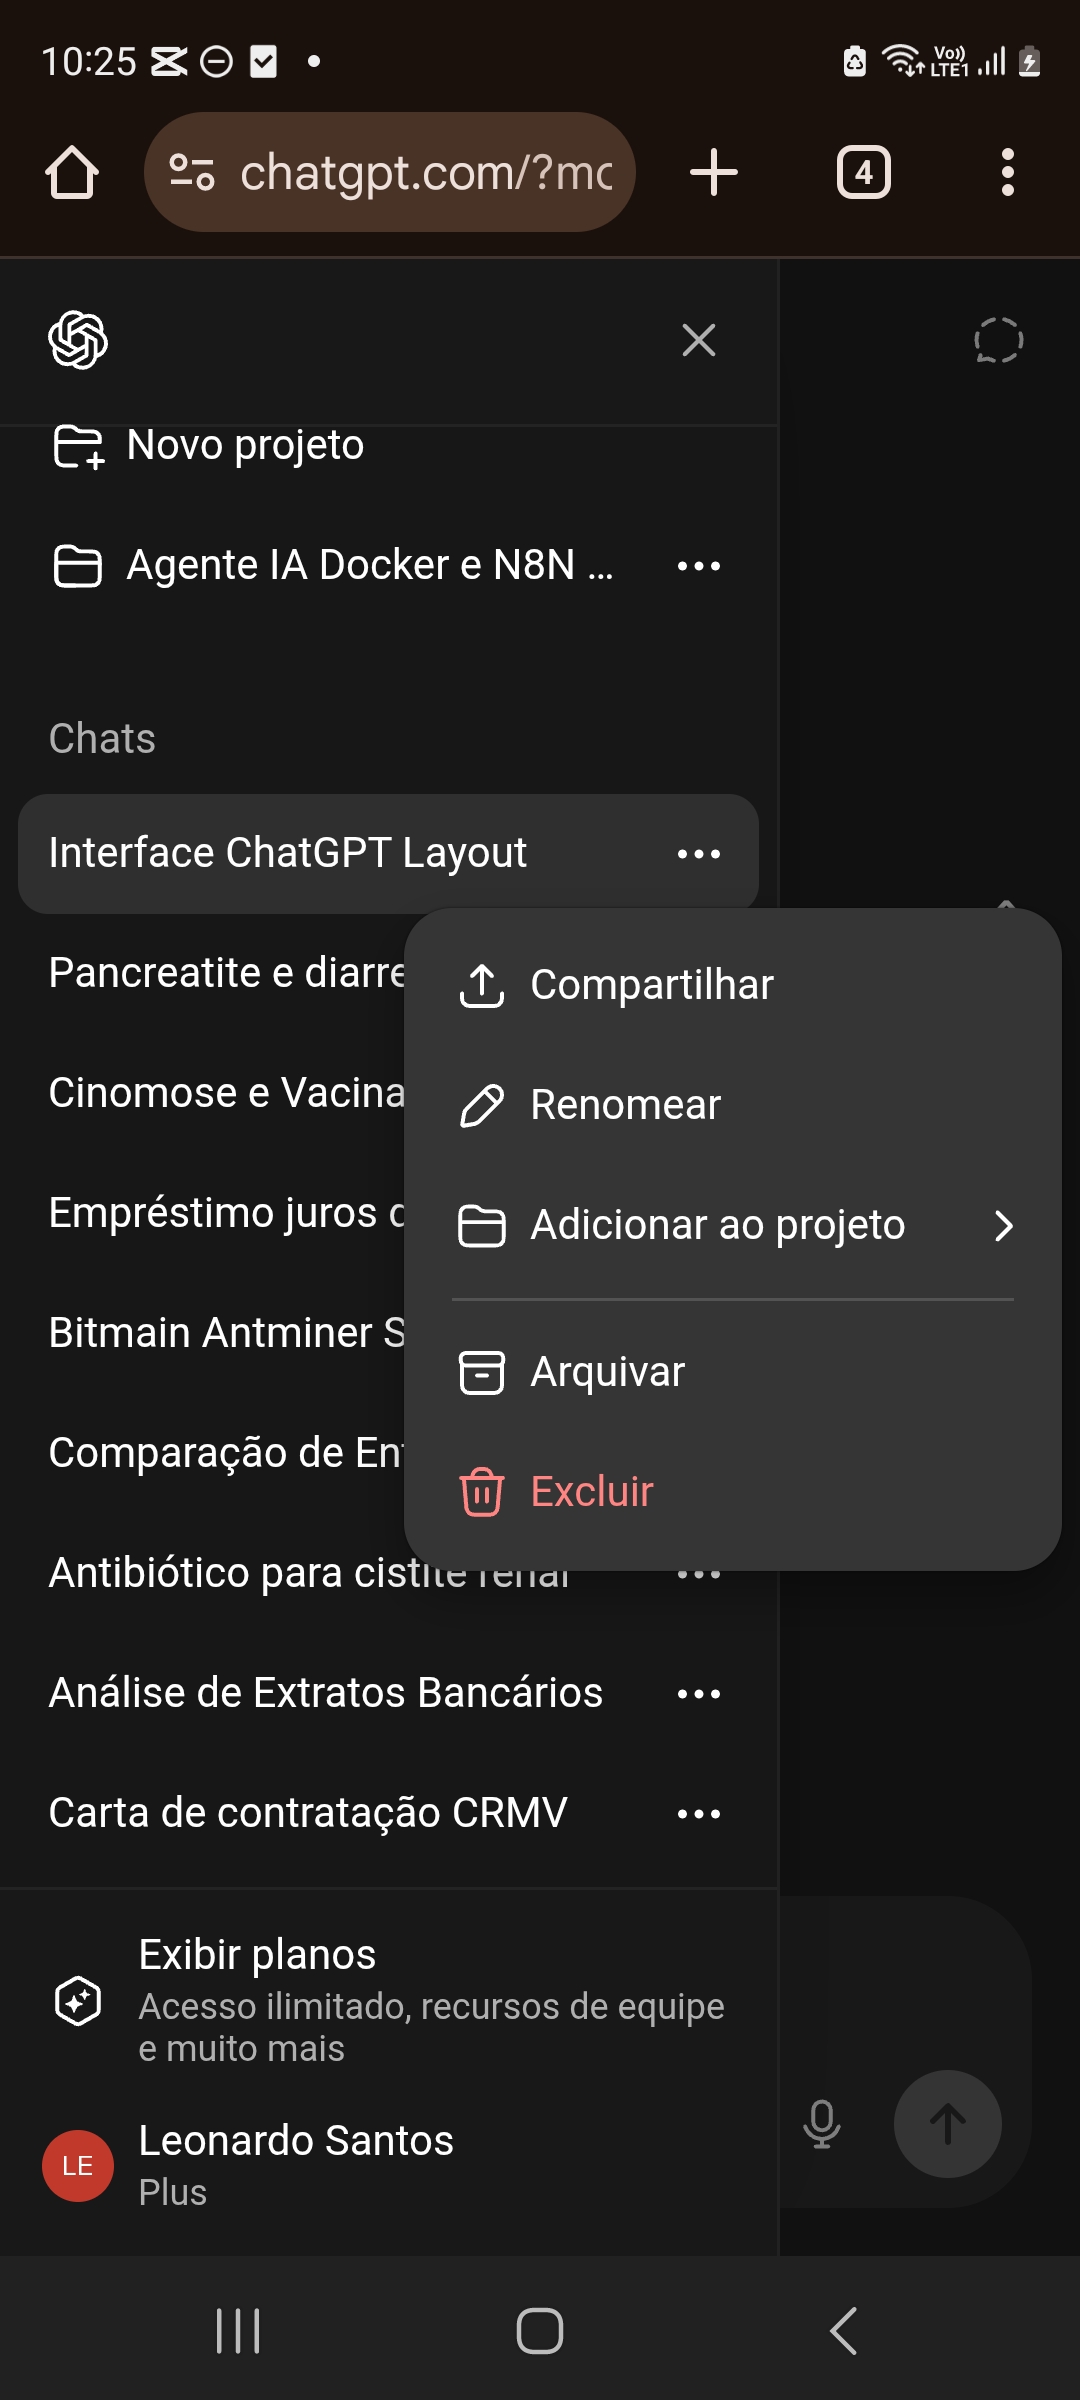 10:25
Vo))
LTE1
chatgpt.com/?mo
4
Novo projeto
Agente IA Docker e N8N ...
Chats
Interface ChatGPT Layout
Pancreatite e diarre
Compartilhar
Cinomose e Vacina
Renomear
Empréstimo juros
Adicionar ao projeto
Bitmain Antminer S
Arquivar
Comparação de En
Excluir
Antibiótico para cistite renal
Análise de Extratos Bancários
Carta de contratação CRMV
Exibir planos
Acesso ilimitado, recursos de equipe
e muito mais
LE
Leonardo Santos
Plus